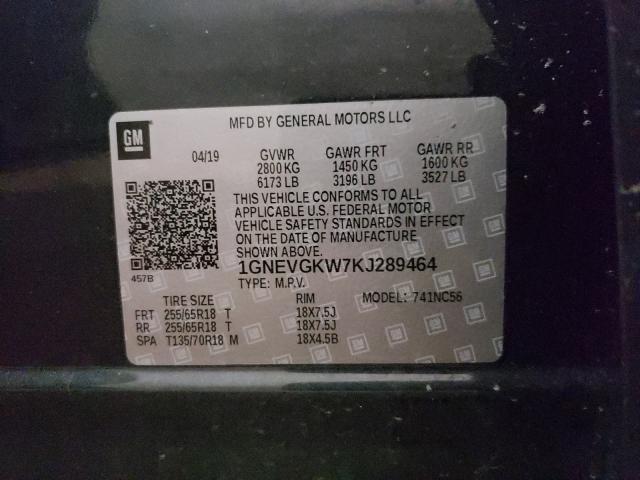 GM
MFD BY GENERAL MOTORS LLC
04/19 GVWR GAWR FRT GAWR RR
2800 KG 1450 KG 1600 KG
6173 LB 3196 LB 3527 LB
THIS VEHICLE CONFORMS TO ALL
APPLICABLE U.S. FEDERAL MOTOR
VEHICLE SAFETY STANDARDS IN EFFECT
ON THE DATE OF MANUFACTURE
SHOWN ABOVE.
457B
1GNEVGKW7KJ289464
TYPE: M.P.V.
TIRE SIZE RIM MODEL: 741NC56
FRT 255/65R18 T 18X7.5J
RR 255/65R18 T 18X7.5J
SPA T135/70R18 M 18X4.5B